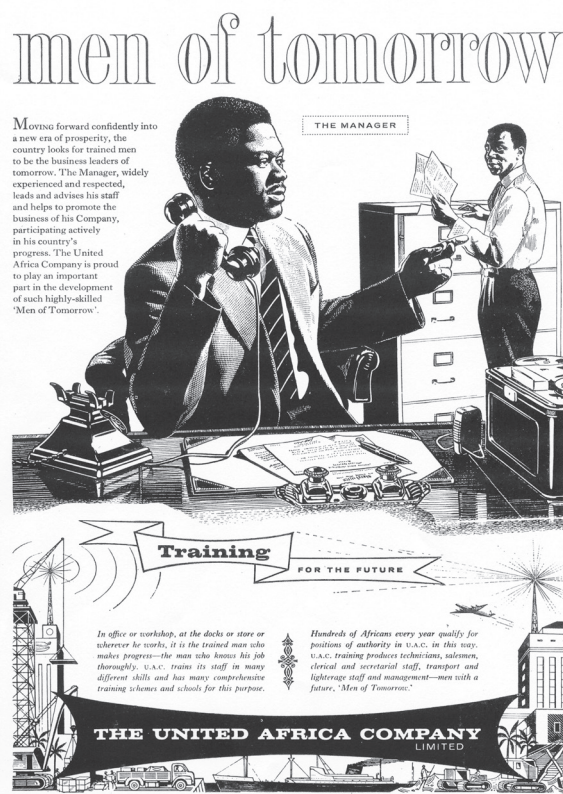 men of tomorrow
THE MANAGER
MOVING forward confidently into
a new era of prosperity, the
country looks for trained men
to be the business leaders of
tomorrow. The Manager, widely
experienced and respected,
leads and advises his staff
and helps to promote the
business of his Company,
participating actively
in his country's
progress. The United
Africa Company is proud
to play an important
part in the development
of such highly-skilled
'Men of Tomorrow'.
Training
FOR THE FUTURE
In office or workshop, at the docks or store or
wherever he works, it is the trained man who
makes progress—the man who knows his job
thoroughly. U.A.C. trains its staff in many
different skills and has many comprehensive
training schemes and schools for this purpose.
Hundreds of Africans every year qualify for
positions of authority in U.A.C. in this way.
U.A.C. training produces technicians, salesmen,
clerical and secretarial staff, transport and
lighterage staff and management—men with a
future, 'Men of Tomorrow.'
THE UNITED AFRICA COMPANY
LIMITED